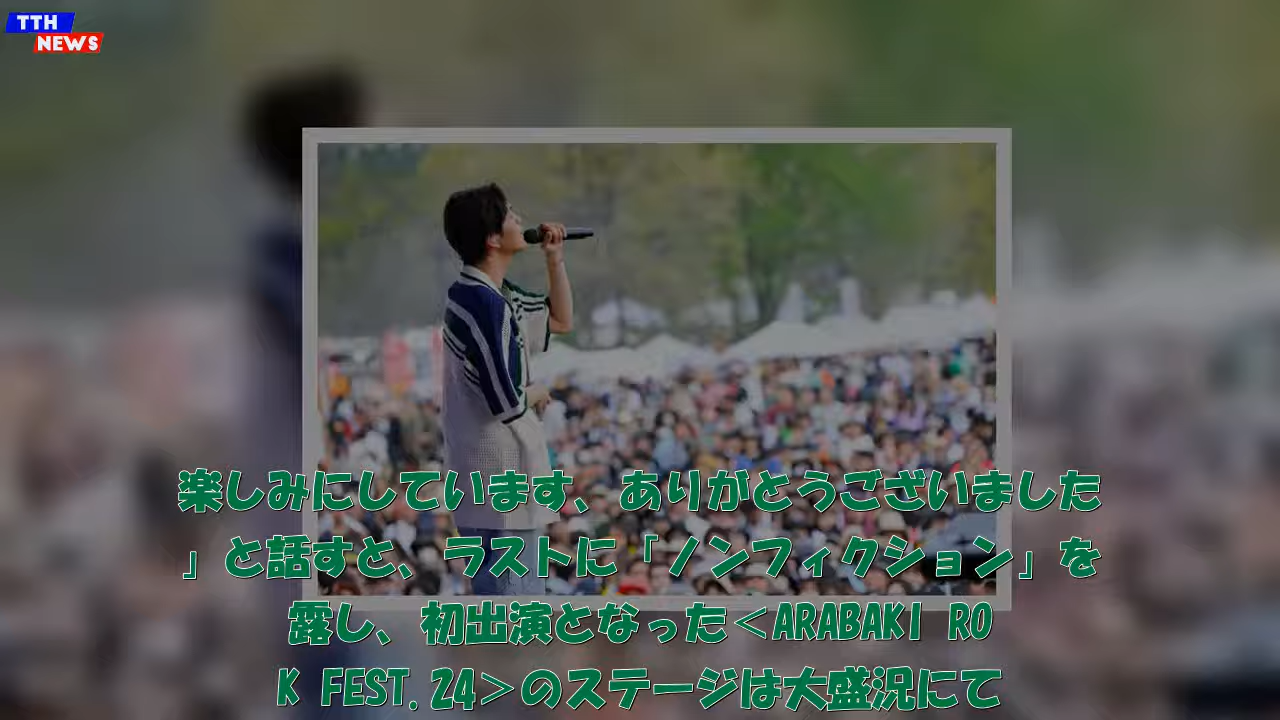 TTH
NEWS
楽しみにしています、ありがとうございました
」と話すと、ラストに「ノンフィクション」を
露し、初出演となった＜ARABAKI RO
K FEST.24＞のステージは大盛況にて